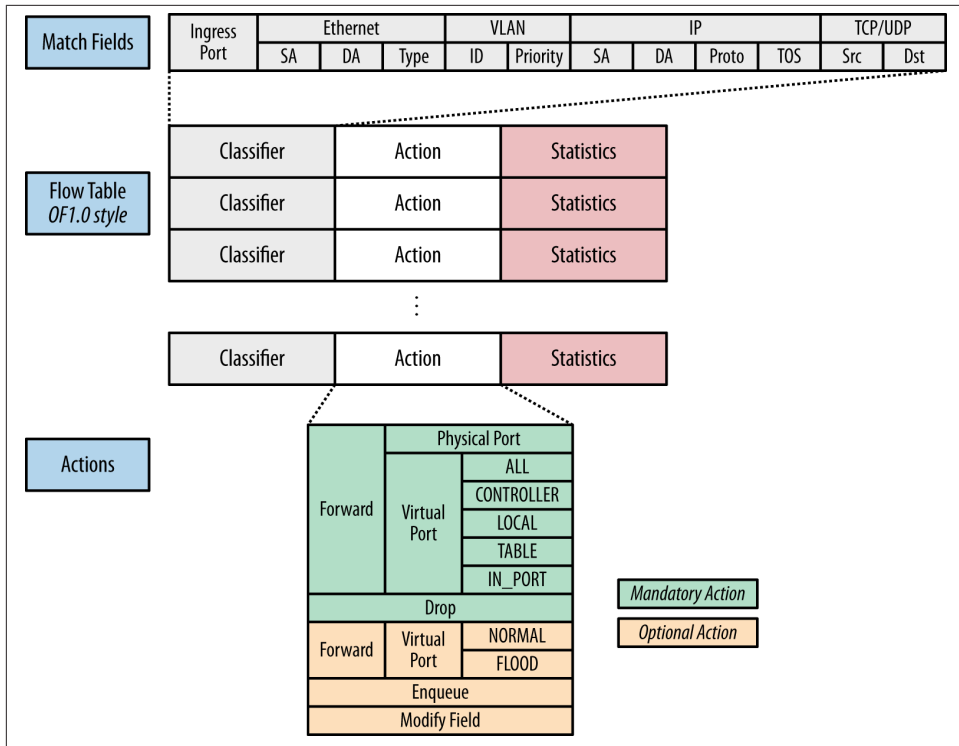 Match Fields
Ingress Port
Ethernet
VLAN
IP
TCP/UDP
SA
DA
Type
ID
Priority
SA
DA
Proto
TOS
Src
Dst
Flow Table
OF1.0 style
Classifier
Action
Statistics
Classifier
Action
Statistics
Classifier
Action
Statistics
Classifier
Action
Statistics
Actions
Forward
Physical Port
Virtual Port
ALL
CONTROLLER
LOCAL
TABLE
IN_PORT
Drop
Forward
Virtual Port
NORMAL
FLOOD
Enqueue
Modify Field
Mandatory Action
Optional Action